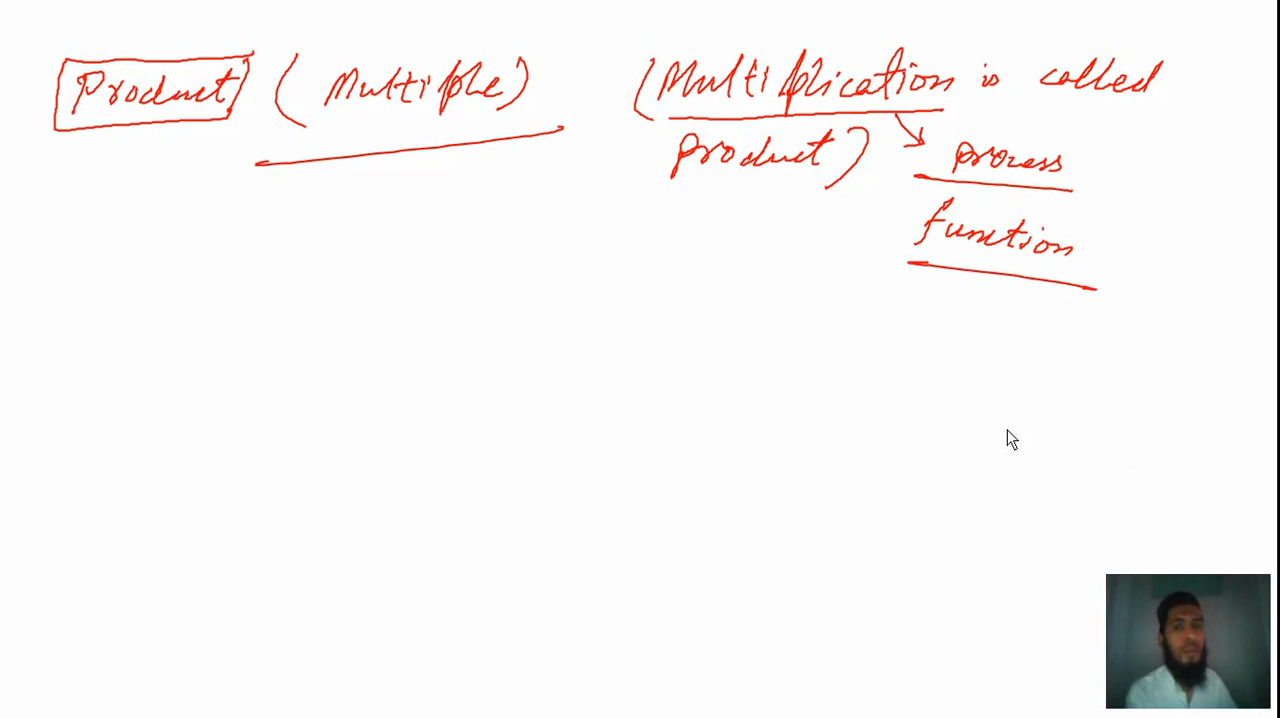 Product (Multiple) (Multiplication is called
product) process
function